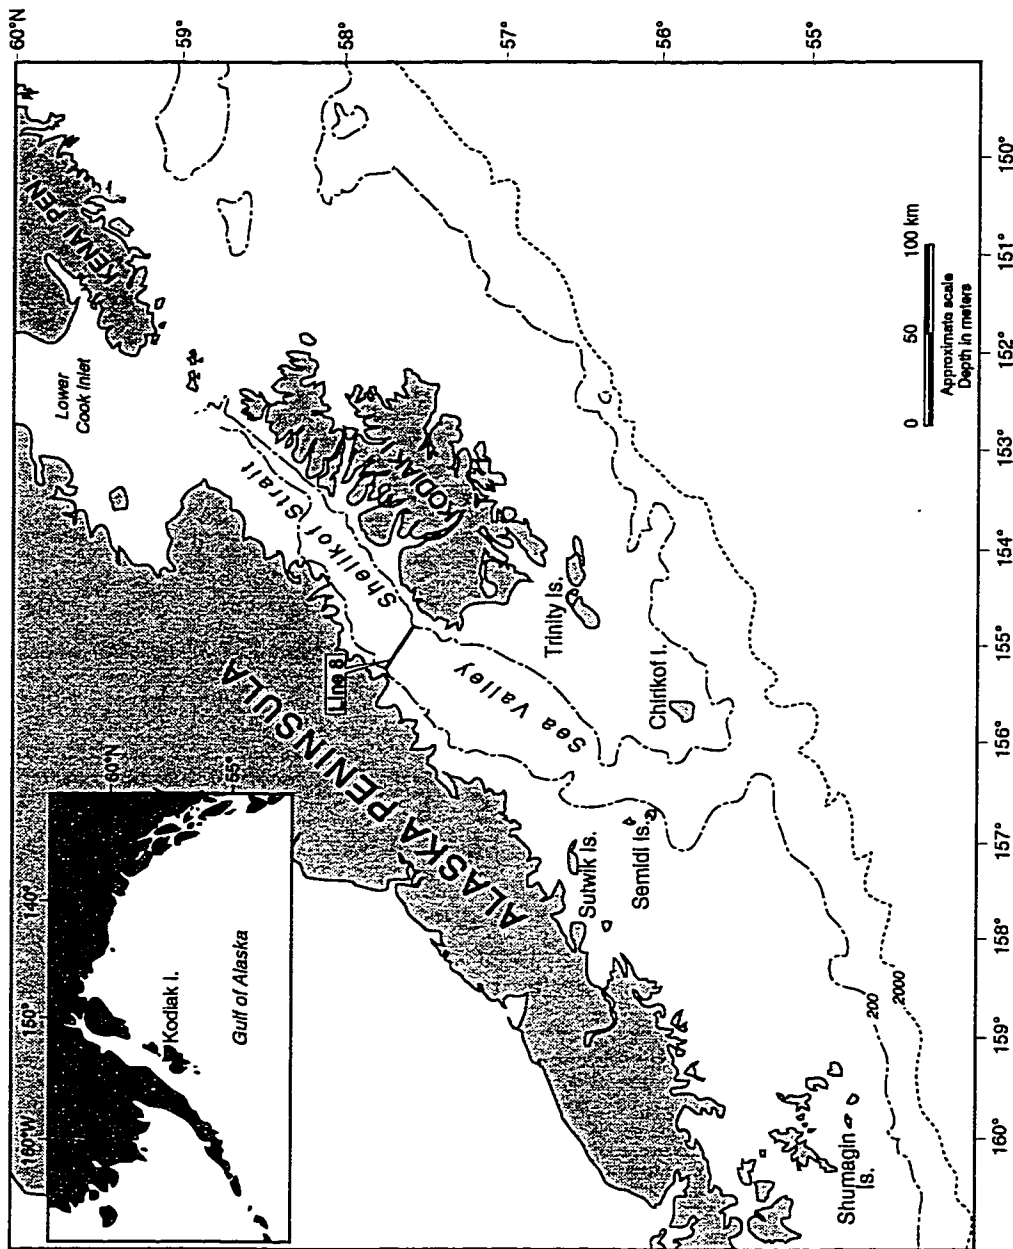 60°N
59°
58°
57°
56°
55°
150°
151°
152°
153°
154°
155°
156°
157°
158°
159°
160°
KENAI PEN.
Lower
Cook Inlet
Shelikof Strait
KODIAK I.
Line 8
ALASKA PENINSULA
Sea Valley
Trinity Is.
Chirikof I.
Sutwik Is.
Semidi Is.
Shumagin
Is.
200
2000
0 50 100 km
Approximate scale
Depth in meters
160°W
150°
140°
60°N
55°
Kodiak I.
Gulf of Alaska